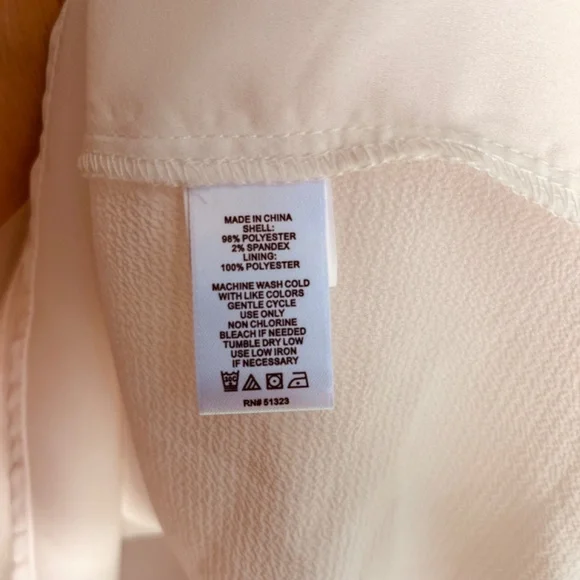 MADE IN CHINA
SHELL:
98% POLYESTER
2% SPANDEX
LINING:
100% POLYESTER
MACHINE WASH COLD
WITH LIKE COLORS
GENTLE CYCLE
USE ONLY
NON CHLORINE
BLEACH IF NEEDED
TUMBLE DRY LOW
USE LOW IRON
IF NECESSARY
30C
RN# 51323